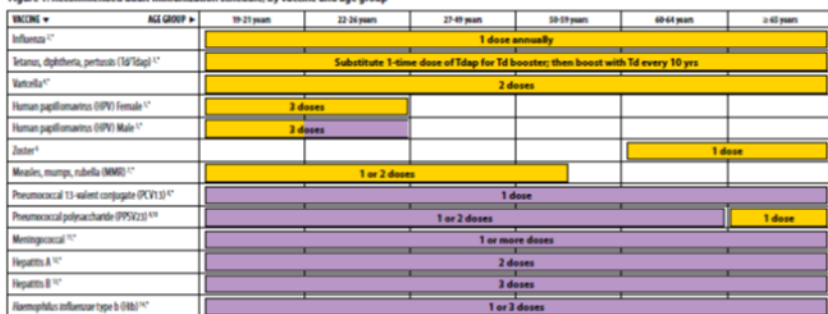 VACCINE ▼ AGE GROUP ► 19-21 years 22-26 years 27-49 years 50-59 years 60-64 years ≥ 65 years
Influenza 1 dose annually
Tetanus, diphtheria, pertussis (Td/Tdap) Substitute 1-time dose of Tdap for Td booster; then boost with Td every 10 yrs
Varicella 2 doses
Human papillomavirus (HPV) Female 3 doses
Human papillomavirus (HPV) Male 3 doses
Zoster 1 dose
Measles, mumps, rubella (MMR) 1 or 2 doses
Pneumococcal 13-valent conjugate (PCV13) 1 dose
Pneumococcal polysaccharide (PPSV23) 1 or 2 doses 1 dose
Meningococcal 1 or more doses
Hepatitis A 2 doses
Hepatitis B 3 doses
Haemophilus influenzae type b (Hib) 1 or 3 doses